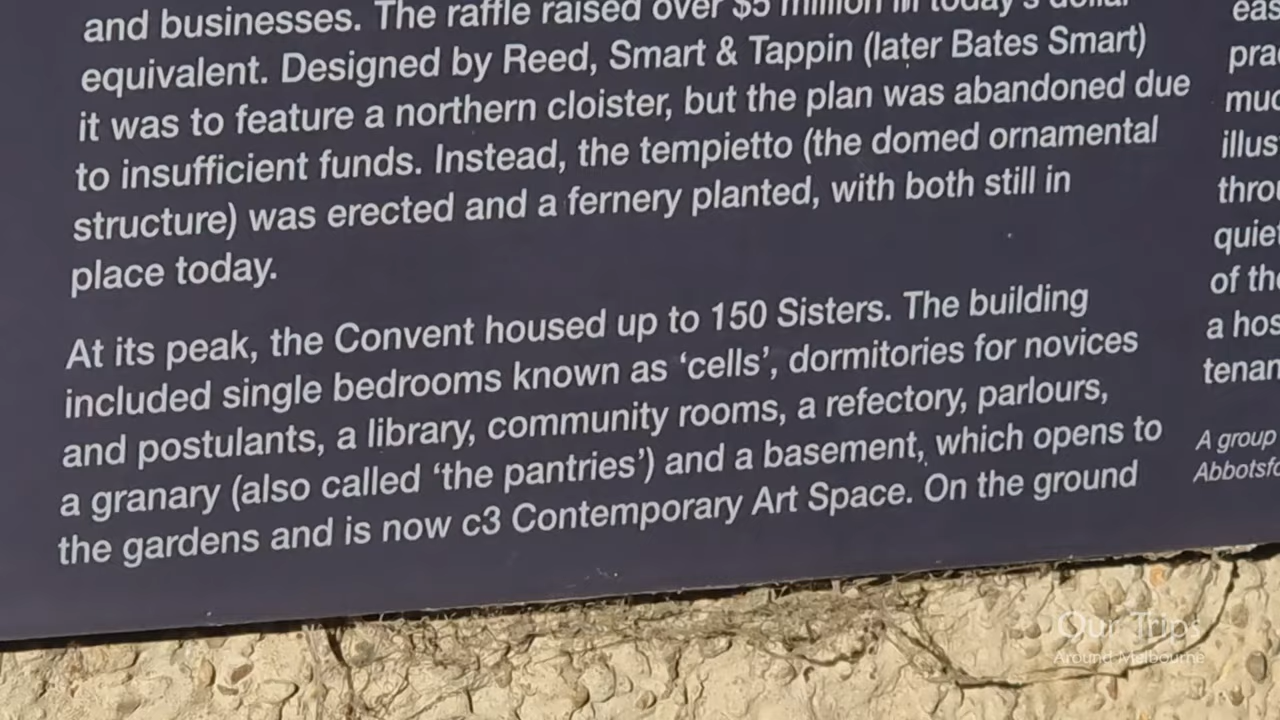 and businesses. The raffle raised over $5 million in today's dollar
equivalent. Designed by Reed, Smart & Tappin (later Bates Smart)
it was to feature a northern cloister, but the plan was abandoned due
to insufficient funds. Instead, the tempietto (the domed ornamental
structure) was erected and a fernery planted, with both still in
place today.
At its peak, the Convent housed up to 150 Sisters. The building
included single bedrooms known as ‘cells’, dormitories for novices
and postulants, a library, community rooms, a refectory, parlours,
a granary (also called ‘the pantries’) and a basement, which opens to
the gardens and is now c3 Contemporary Art Space. On the ground
eas
pra
muc
illus
throu
quiet
of the
a hos
tenan
A group
Abbotsfo
Our Trips
Around Melbourne